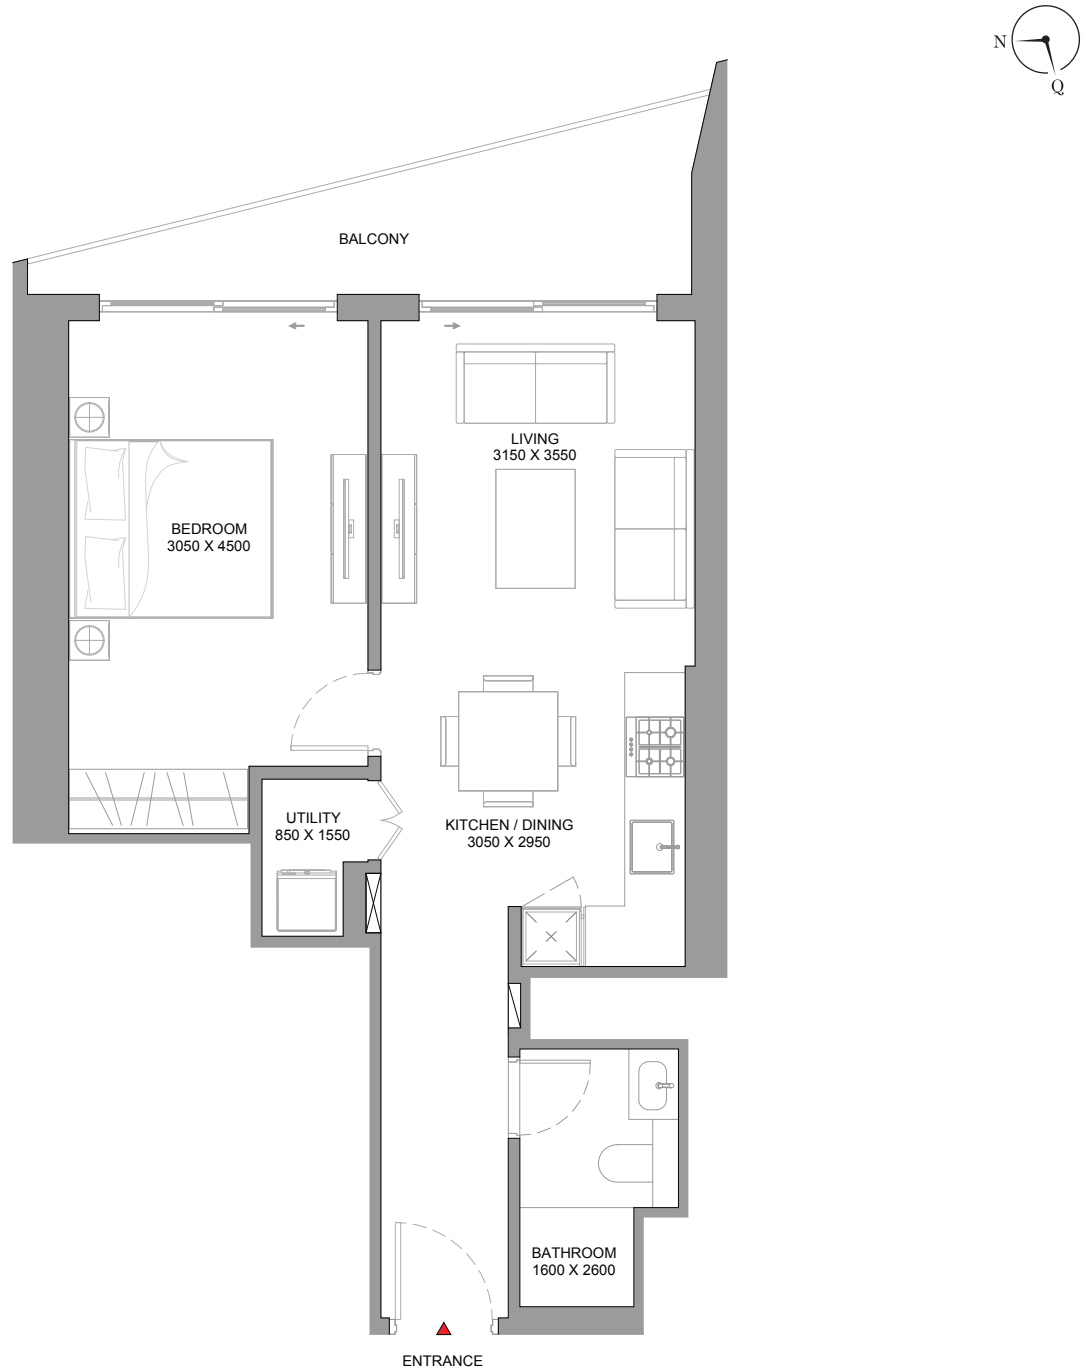 N
Q
BALCONY
LIVING
3150 X 3550
BEDROOM
3050 X 4500
UTILITY
850 X 1550
KITCHEN / DINING
3050 X 2950
BATHROOM
1600 X 2600
ENTRANCE